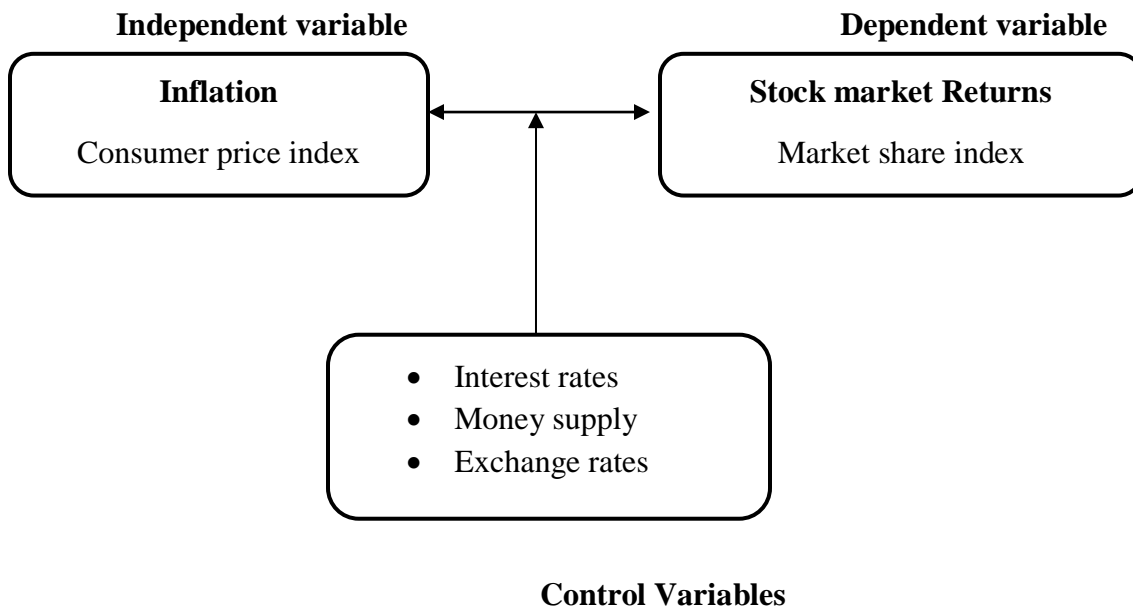 Independent variable
Dependent variable
Inflation
Consumer price index
Stock market Returns
Market share index
• Interest rates
• Money supply
• Exchange rates
Control Variables